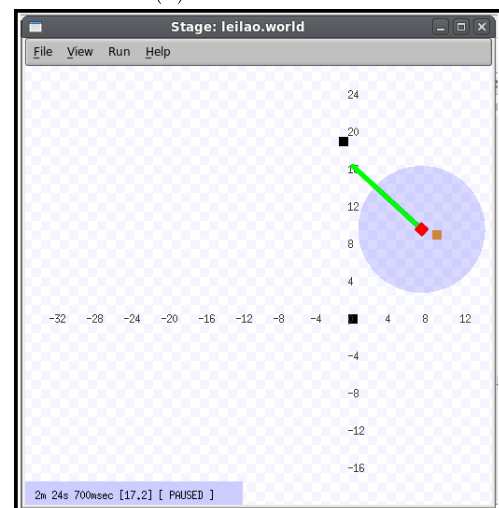 Stage: leilao.world
File View Run Help
24
20
16
12
8
4
-32 -28 -24 -20 -16 -12 -8 -4 4 8 12
-4
-8
-12
-16
2m 24s 700msec [17.2] [ PAUSED ]